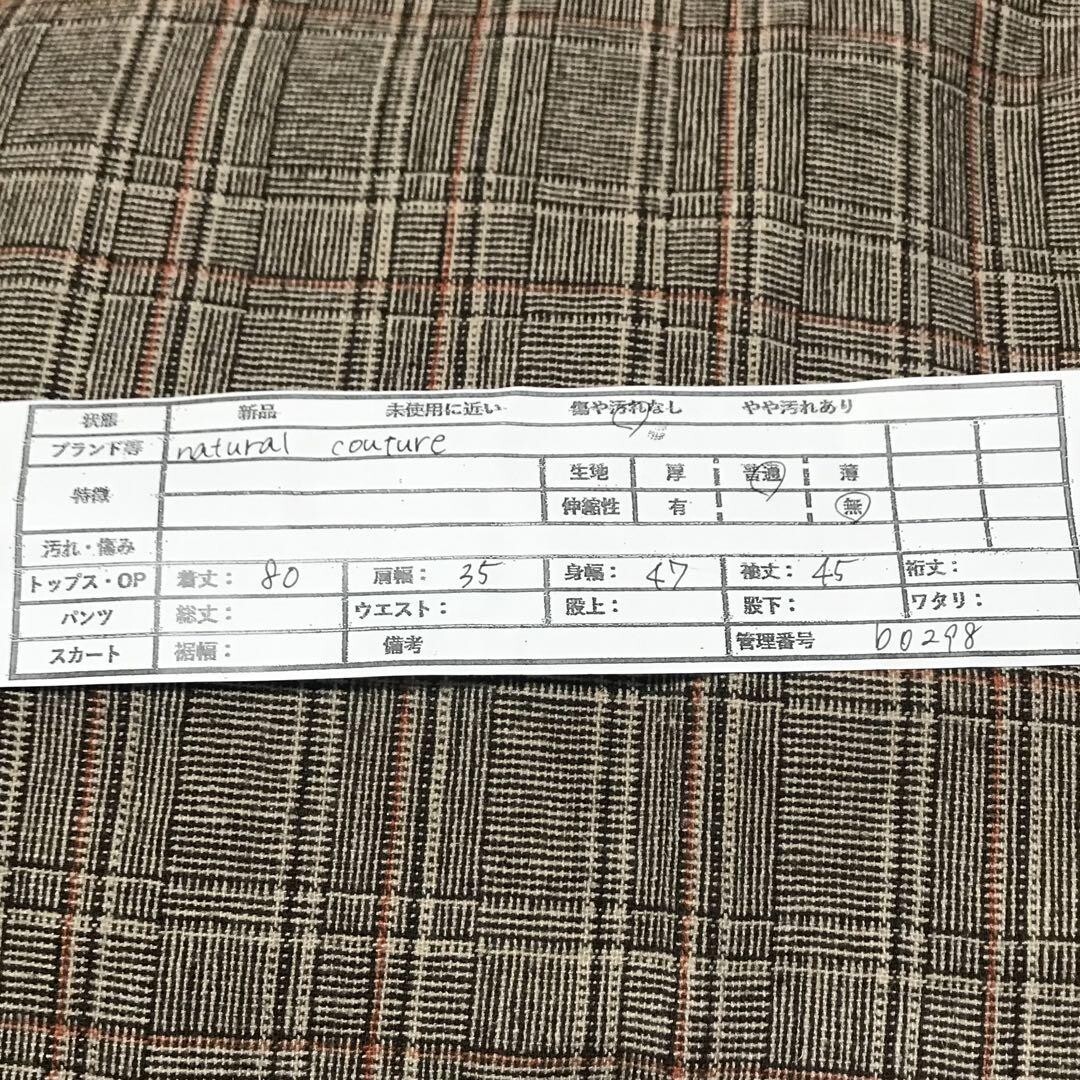 状態 新品 未使用に近い 傷や汚れなし やや汚れあり
ブランド等 natural couture
特徴 生地 厚 普通 薄
伸縮性 有 無
汚れ・傷み
トップス・OP 着丈： 80 肩幅： 35 身幅： 47 袖丈： 45 裄丈：
パンツ 総丈： ウエスト： 股上： 股下： ワタリ：
スカート 裾幅： 備考 管理番号 b0298